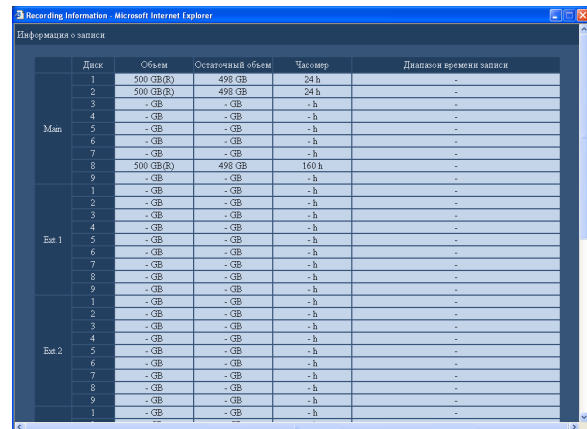 Recording Information - Microsoft Internet Explorer
Информация о записи
Диск Объем Остаточный объем Часомер Диапазон времени записи
Main
1 500 GB(R) 498 GB 24 h -
2 500 GB(R) 498 GB 24 h -
3 - GB - GB - h -
4 - GB - GB - h -
5 - GB - GB - h -
6 - GB - GB - h -
7 - GB - GB - h -
8 500 GB(R) 498 GB 160 h -
9 - GB - GB - h -
Ext.1
1 - GB - GB - h -
2 - GB - GB - h -
3 - GB - GB - h -
4 - GB - GB - h -
5 - GB - GB - h -
6 - GB - GB - h -
7 - GB - GB - h -
8 - GB - GB - h -
9 - GB - GB - h -
Ext.2
1 - GB - GB - h -
2 - GB - GB - h -
3 - GB - GB - h -
4 - GB - GB - h -
5 - GB - GB - h -
6 - GB - GB - h -
7 - GB - GB - h -
8 - GB - GB - h -
9 - GB - GB - h -
1 - GB - GB - h -